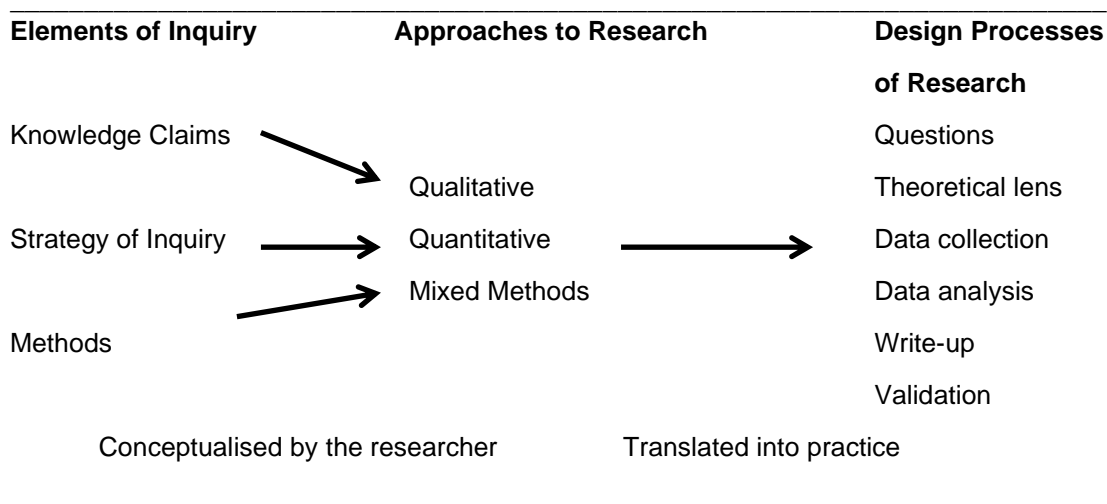 Elements of Inquiry Approaches to Research Design Processes
of Research
Knowledge Claims Questions
Qualitative Theoretical lens
Strategy of Inquiry Quantitative Data collection
Mixed Methods Data analysis
Methods Write-up
Validation
Conceptualised by the researcher Translated into practice